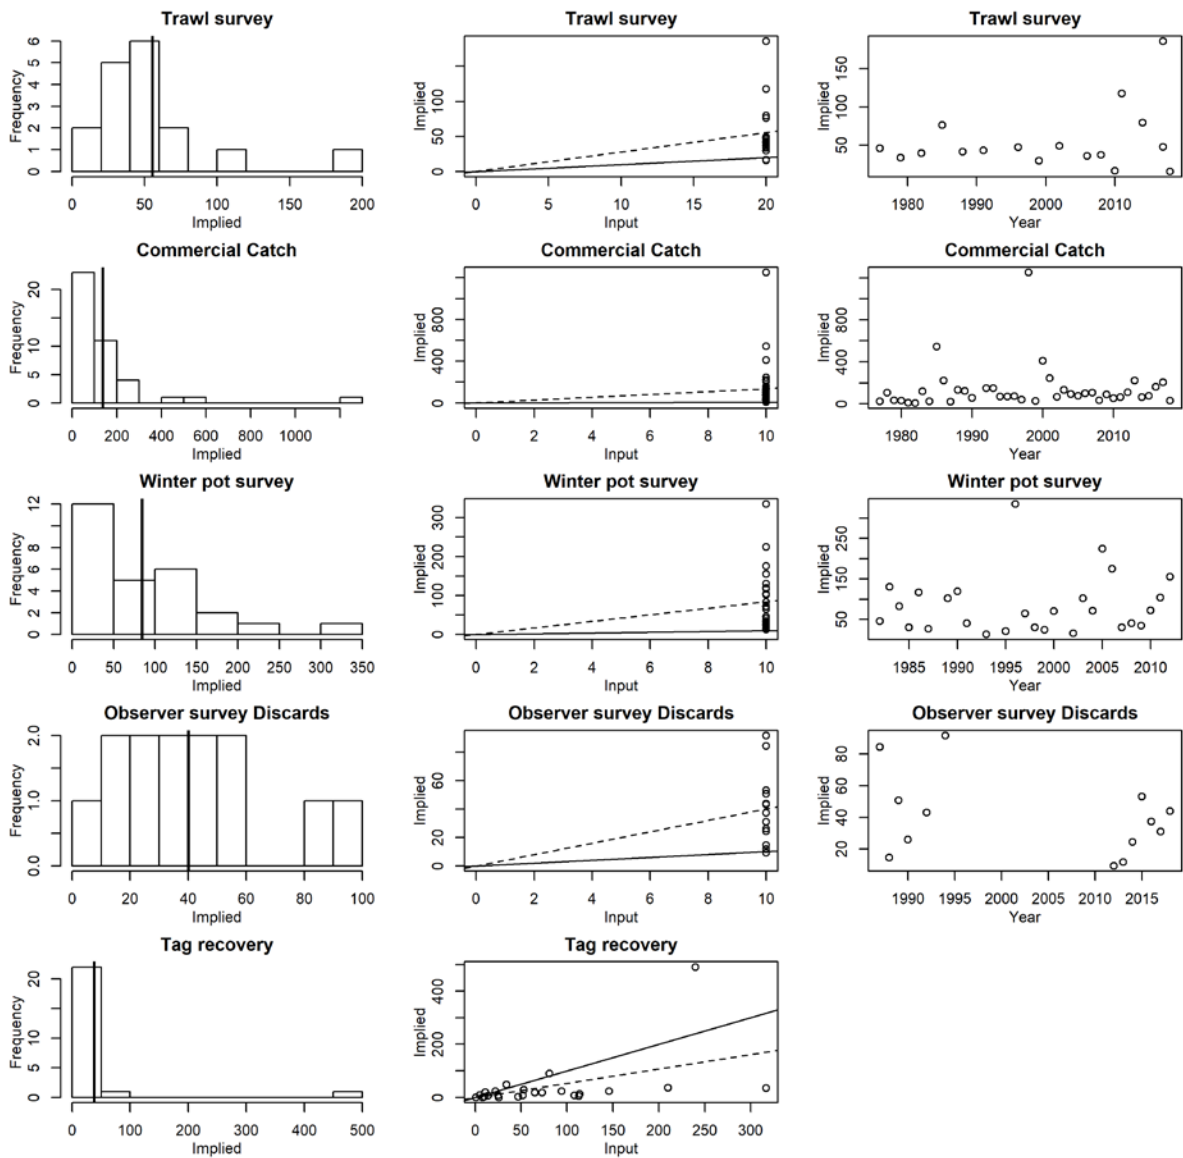 Trawl survey
Frequency
0 1 2 3 4 5 6
0 50 100 150 200
Implied
Trawl survey
Implied
0 50 100
0 5 10 15 20
Input
Trawl survey
Implied
50 100 150
1980 1990 2000 2010
Year
Commercial Catch
Frequency
0 5 10 20
0 200 400 600 800 1000
Implied
Commercial Catch
Implied
0 400 800
0 2 4 6 8 10
Input
Commercial Catch
Implied
0 400 800
1980 1990 2000 2010
Year
Winter pot survey
Frequency
0 2 4 6 8 12
0 50 100 150 200 250 300 350
Implied
Winter pot survey
Implied
0 100 200 300
0 2 4 6 8 10
Input
Winter pot survey
Implied
50 150 250
1985 1990 1995 2000 2005 2010
Year
Observer survey Discards
Frequency
0.0 1.0 2.0
0 20 40 60 80 100
Implied
Observer survey Discards
Implied
0 20 60
0 2 4 6 8 10
Input
Observer survey Discards
Implied
20 40 60 80
1990 1995 2000 2005 2010 2015
Year
Tag recovery
Frequency
0 5 10 20
0 100 200 300 400 500
Implied
Tag recovery
Implied
0 200 400
0 50 100 150 200 250 300
Input